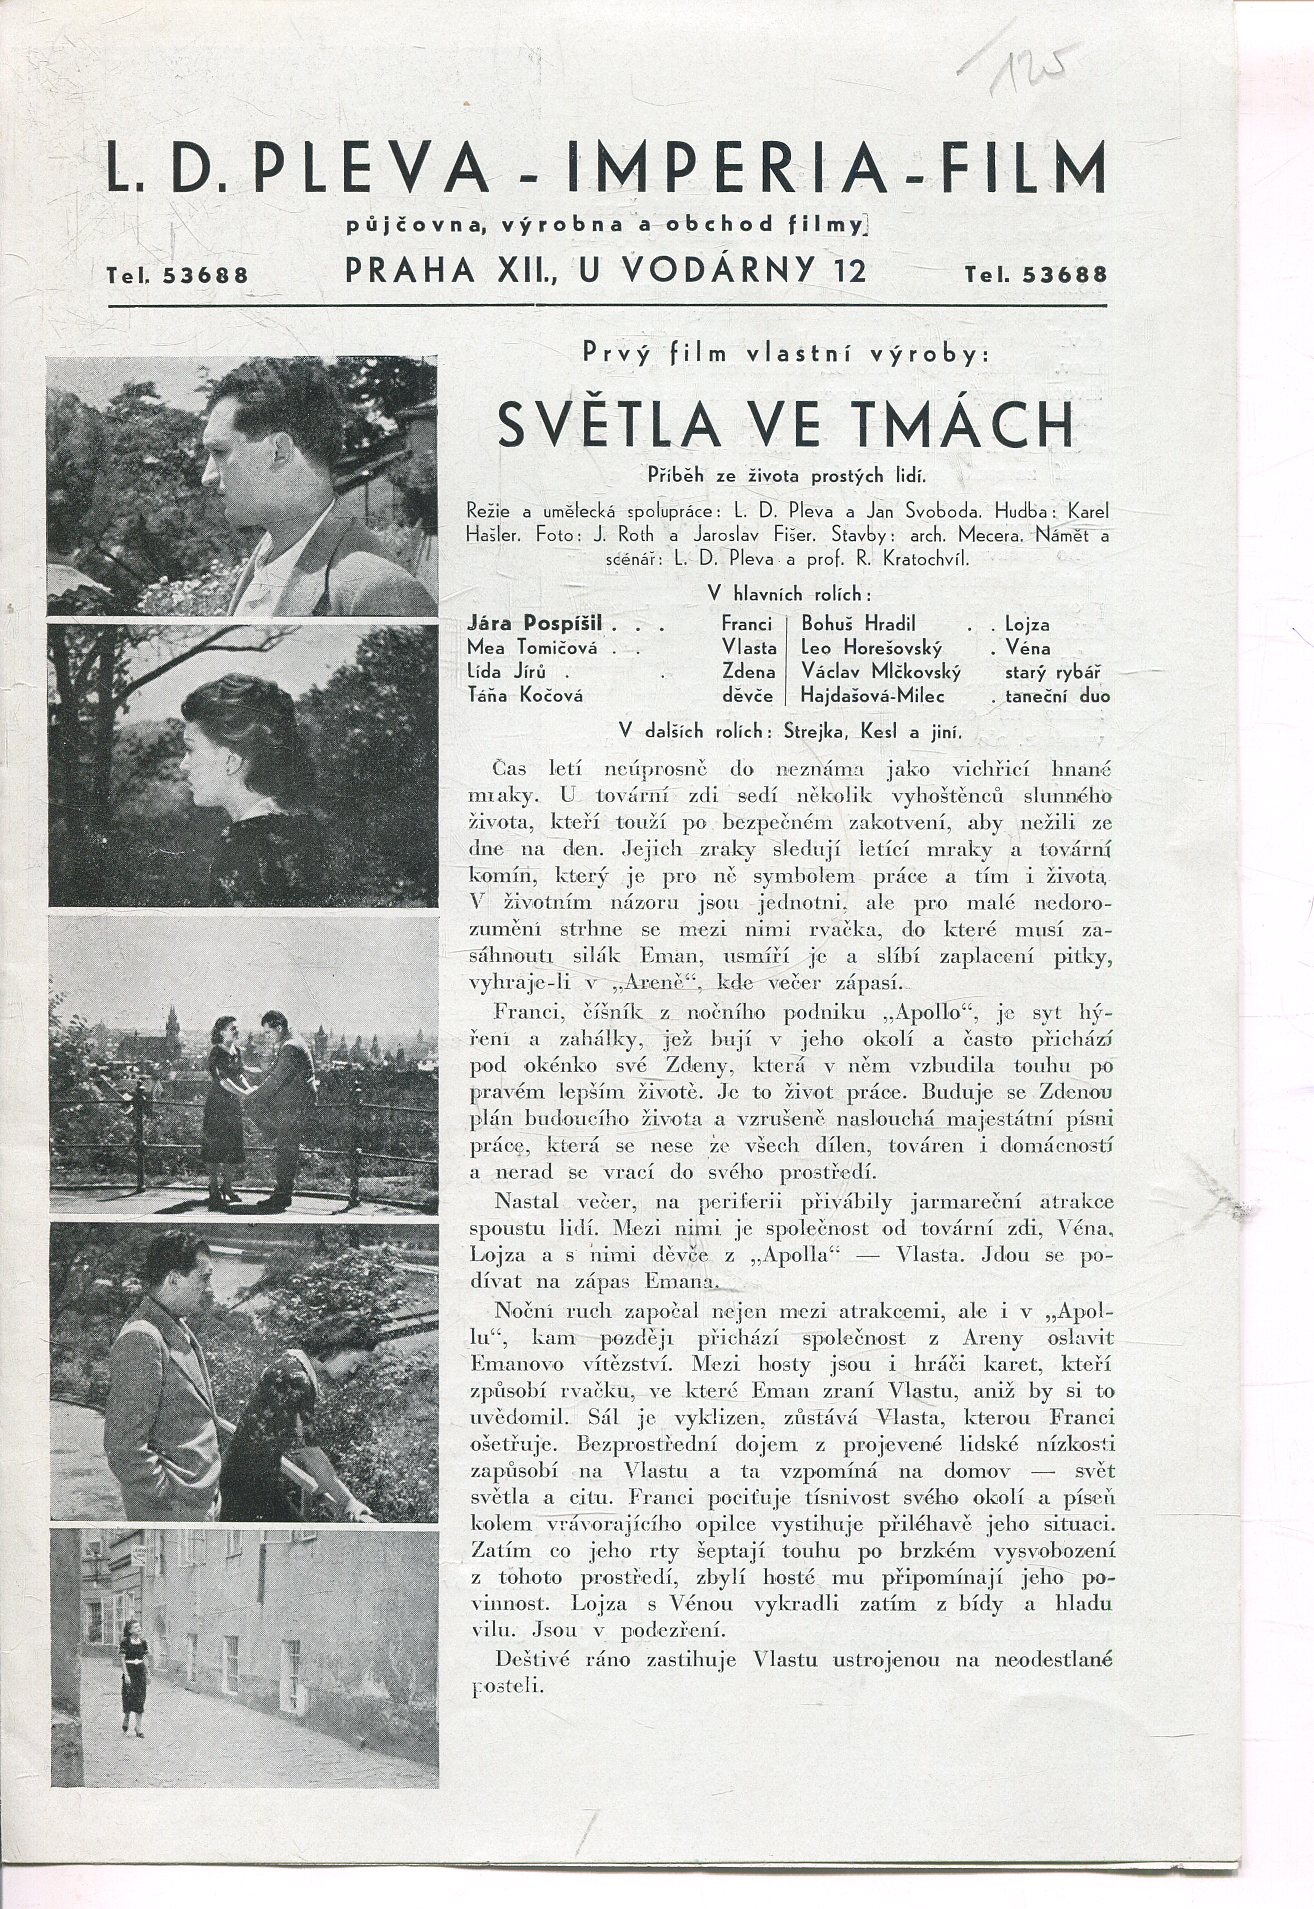 125
L. D. PLEVA - IMPERIA - FILM
půjčovna, výrobna a obchod filmy
Tel. 53688 PRAHA XII., U VODÁRNY 12 Tel. 53688
Prvý film vlastní výroby:
SVĚTLA VE TMÁCH
Příběh ze života prostých lidí.
Režie a umělecká spolupráce: L. D. Pleva a Jan Svoboda. Hudba: Karel
Hašler. Foto: J. Roth a Jaroslav Fišer. Stavby: arch. Mecera. Námět a
scénář: L. D. Pleva a prof. R. Kratochvíl.
V hlavních rolích:
Jára Pospíšil . . . Franci Bohuš Hradil . . Lojza
Mea Tomičová . . Vlasta Leo Horešovský . Véna
Lída Jírů . . Zdena Václav Mlčkovský starý rybář
Táňa Kočová děvče Hajdašová-Milec . taneční duo
V dalších rolích: Strejka, Kesl a jiní.
Čas letí neúprosně do neznáma jako vichřicí hnané
mraky. U tovární zdi sedí několik vyhoštěnců slunného
života, kteří touží po bezpečném zakotvení, aby nežili ze
dne na den. Jejich zraky sledují letící mraky a tovární
komín, který je pro ně symbolem práce a tím i života
V životním názoru jsou jednotni, ale pro malé nedoro-
zumění strhne se mezi nimi rvačka, do které musí za-
sáhnouti silák Eman, usmíří je a slíbí zaplacení pitky,
vyhraje-li v „Areně“, kde večer zápasí.
Franci, číšník z nočního podniku „Apollo“, je syt hý-
ření a zahálky, jež bují v jeho okolí a často přichází
pod okénko své Zdeny, která v něm vzbudila touhu po
pravém lepším životě. Je to život práce. Buduje se Zdenou
plán budoucího života a vzrušeně naslouchá majestátní písni
práce, která se nese ze všech dílen, továren i domácností
a nerad se vrací do svého prostředí.
Nastal večer, na periferii přivábily jarmareční atrakce
spoustu lidí. Mezi nimi je společnost od tovární zdi, Véna,
Lojza a s nimi děvče z „Apolla“ — Vlasta. Jdou se po-
dívat na zápas Emana.
Noční ruch započal nejen mezi atrakcemi, ale i v „Apol-
lu“, kam později přichází společnost z Areny oslavit
Emanovo vítězství. Mezi hosty jsou i hráči karet, kteří
způsobí rvačku, ve které Eman zraní Vlastu, aniž by si to
uvědomil. Sál je vyklizen, zůstává Vlasta, kterou Franci
ošetřuje. Bezprostřední dojem z projevené lidské nízkosti
zapůsobí na Vlastu a ta vzpomíná na domov — svět
světla a citu. Franci pociťuje tísnivost svého okolí a píseň
kolem vrávorajícího opilce vystihuje přiléhavě jeho situaci.
Zatím co jeho rty šeptají touhu po brzkém vysvobození
z tohoto prostředí, zbylí hosté mu připomínají jeho po-
vinnost. Lojza s Vénou vykradli zatím z bídy a hladu
vilu. Jsou v podezření.
Deštivé ráno zastihuje Vlastu ustrojenou na neodestlané
posteli.